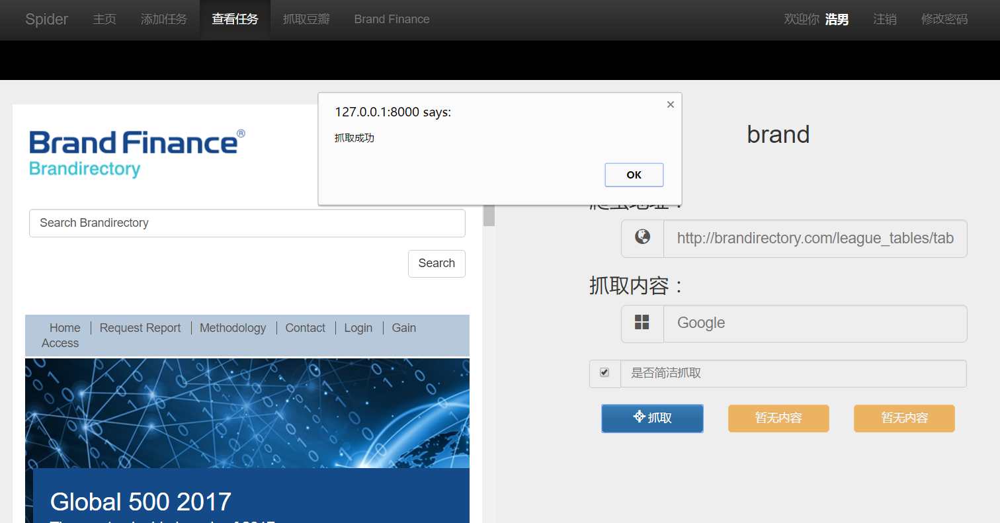 Spider 主页 添加任务 查看任务 抓取豆瓣 Brand Finance 欢迎你 浩男 注销 修改密码
127.0.0.1:8000 says:
抓取成功
OK
Brand Finance®
Brandirectory
Search Brandirectory
Search
Home | Request Report | Methodology | Contact | Login | Gain
Access
Global 500 2017
brand
爬虫地址：
http://brandirectory.com/league_tables/tab
抓取内容：
Google
是否简洁抓取
抓取 暂无内容 暂无内容